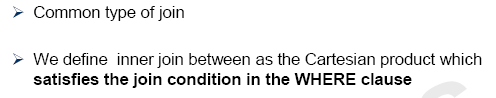 ➢ Common type of join
➢ We define inner join between as the Cartesian product which
satisfies the join condition in the WHERE clause